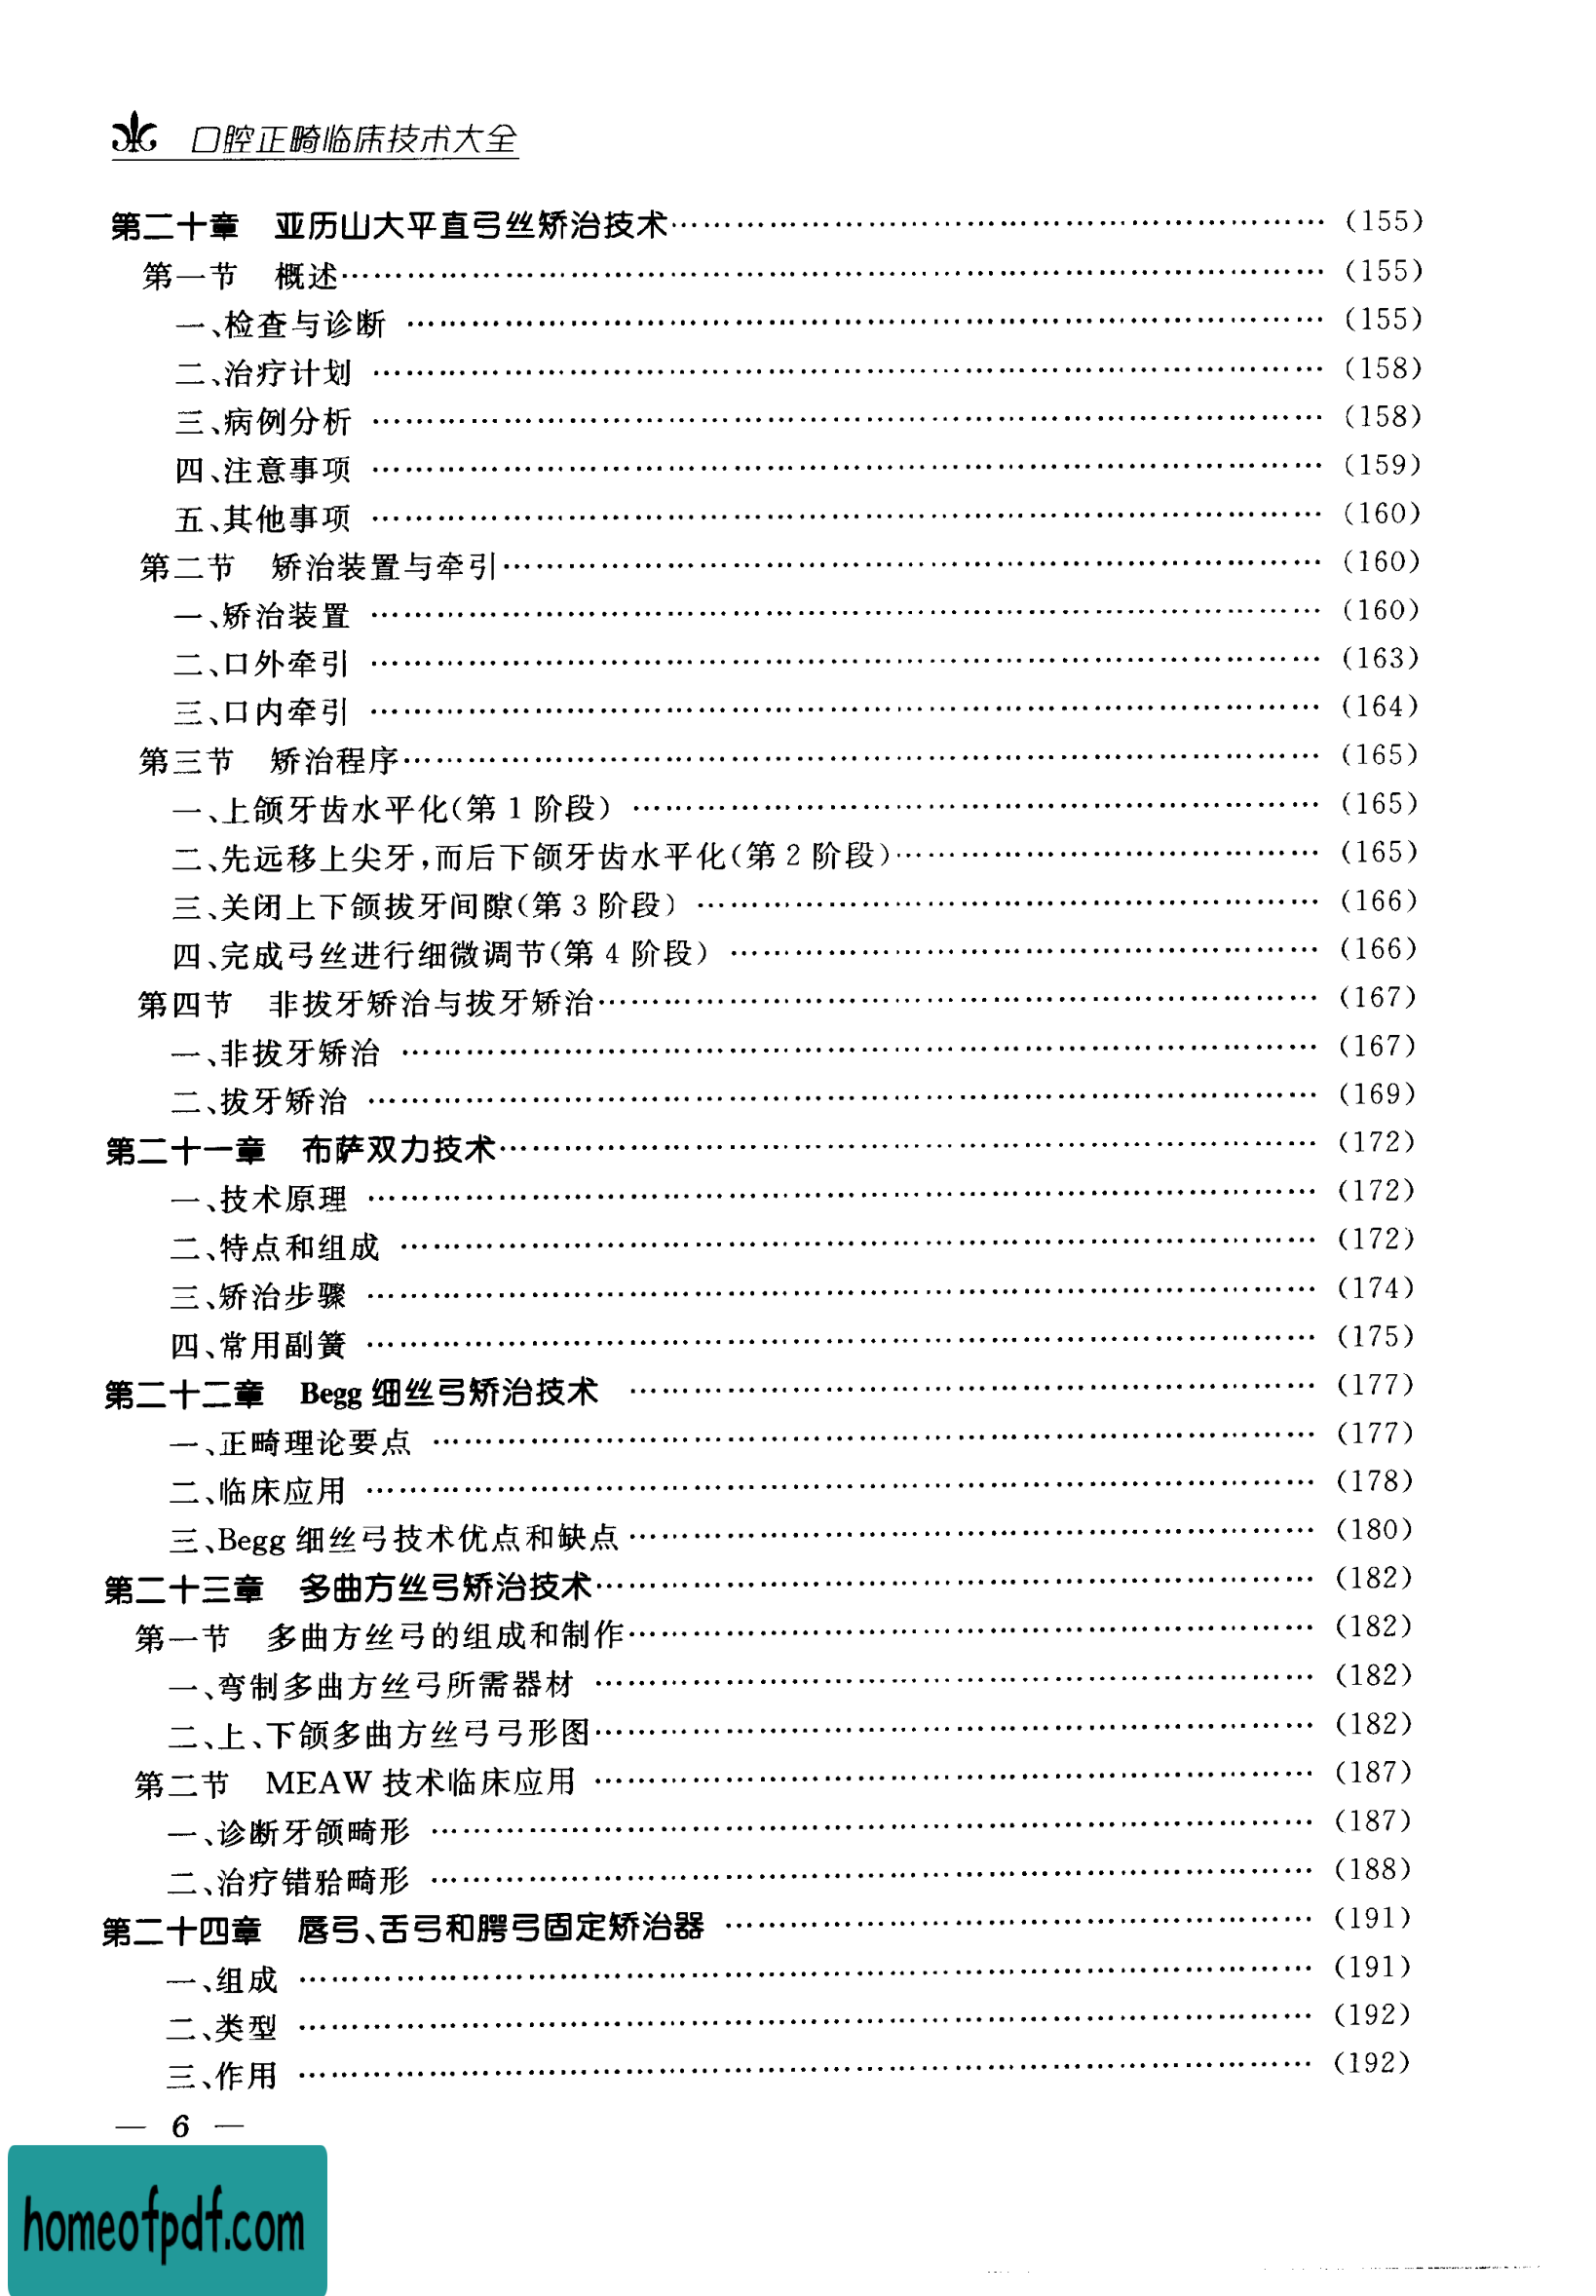 口腔正畸临床技术大全
第二十章 亚历山大平直弓丝矫治技术…………………………………… (155)
第一节 概述…………………………………… (155)
一、检查与诊断 …………………………………… (155)
二、治疗计划 …………………………………… (158)
三、病例分析 …………………………………… (158)
四、注意事项 …………………………………… (159)
五、其他事项 …………………………………… (160)
第二节 矫治装置与牵引…………………………………… (160)
一、矫治装置 …………………………………… (160)
二、口外牵引 …………………………………… (163)
三、口内牵引 …………………………………… (164)
第三节 矫治程序…………………………………… (165)
一、上颌牙齿水平化(第 1 阶段) …………………………………… (165)
二、先远移上尖牙,而后下颌牙齿水平化(第 2 阶段)…………………………………… (165)
三、关闭上下颌拔牙间隙(第 3 阶段) …………………………………… (166)
四、完成弓丝进行细微调节(第 4 阶段) …………………………………… (166)
第四节 非拔牙矫治与拔牙矫治…………………………………… (167)
一、非拔牙矫治 …………………………………… (167)
二、拔牙矫治 …………………………………… (169)
第二十一章 布萨双力技术…………………………………… (172)
一、技术原理 …………………………………… (172)
二、特点和组成 …………………………………… (172)
三、矫治步骤 …………………………………… (174)
四、常用副簧 …………………………………… (175)
第二十二章 Begg 细丝弓矫治技术 …………………………………… (177)
一、正畸理论要点 …………………………………… (177)
二、临床应用 …………………………………… (178)
三、Begg 细丝弓技术优点和缺点…………………………………… (180)
第二十三章 多曲方丝弓矫治技术…………………………………… (182)
第一节 多曲方丝弓的组成和制作…………………………………… (182)
一、弯制多曲方丝弓所需器材 …………………………………… (182)
二、上、下颌多曲方丝弓弓形图…………………………………… (182)
第二节 MEAW 技术临床应用 …………………………………… (187)
一、诊断牙颌畸形 …………………………………… (187)
二、治疗错𬌗畸形 …………………………………… (188)
第二十四章 唇弓、舌弓和腭弓固定矫治器 …………………………………… (191)
一、组成 …………………………………… (191)
二、类型 …………………………………… (192)
三、作用 …………………………………… (192)
— 6 —
homeofpdf.com